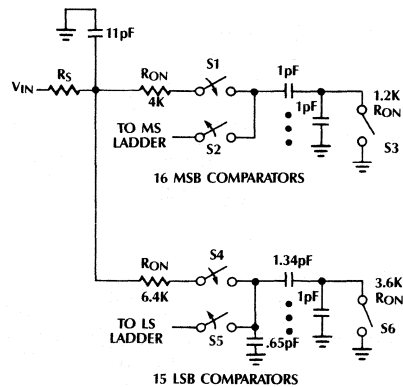 11pF
VIN
RS
RON
4K
S1
1pF
1pF
1.2K
RON
TO MS
LADDER
S2
S3
16 MSB COMPARATORS
RON
6.4K
S4
1.34pF
1pF
3.6K
RON
TO LS
LADDER
S5
.65pF
S6
15 LSB COMPARATORS